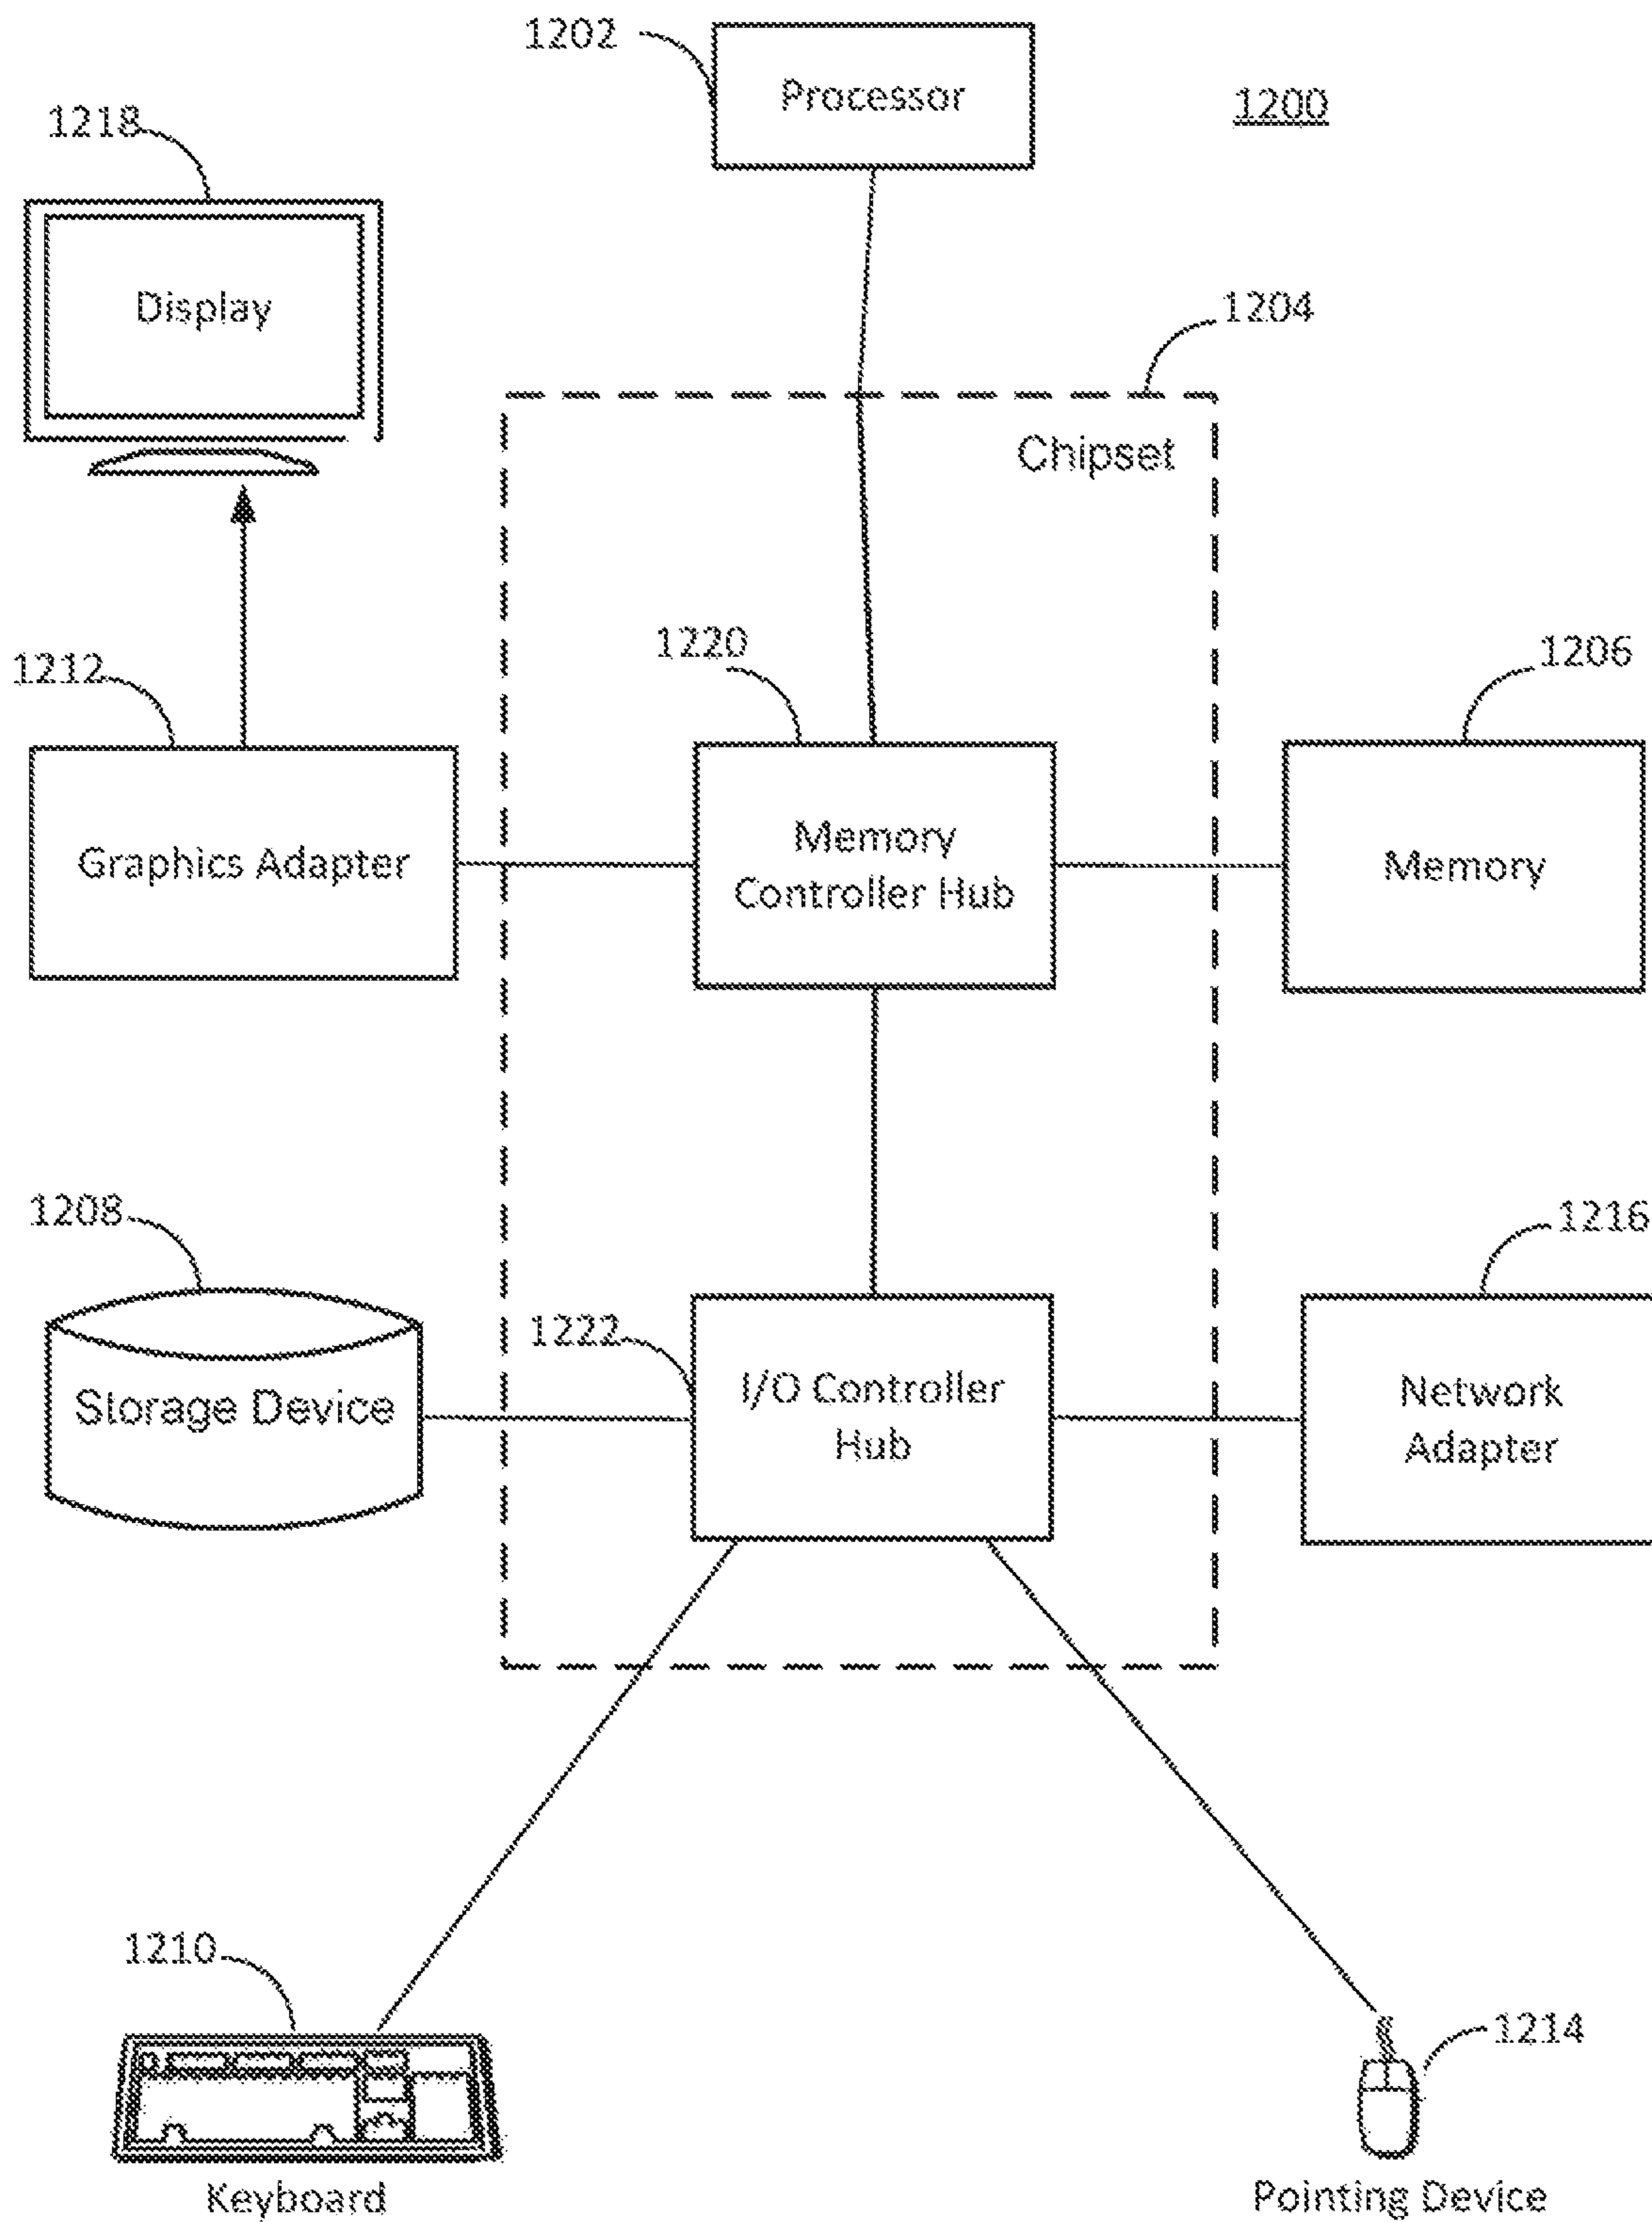 1202
Processor
1200
1218
Display
1204
Chipset
1220
1206
1212
Memory
Controller Hub
Graphics Adapter
Memory
1208
1216
1222
I/O Controller
Hub
Storage Device
Network
Adapter
1210
1214
Keyboard
Pointing Device